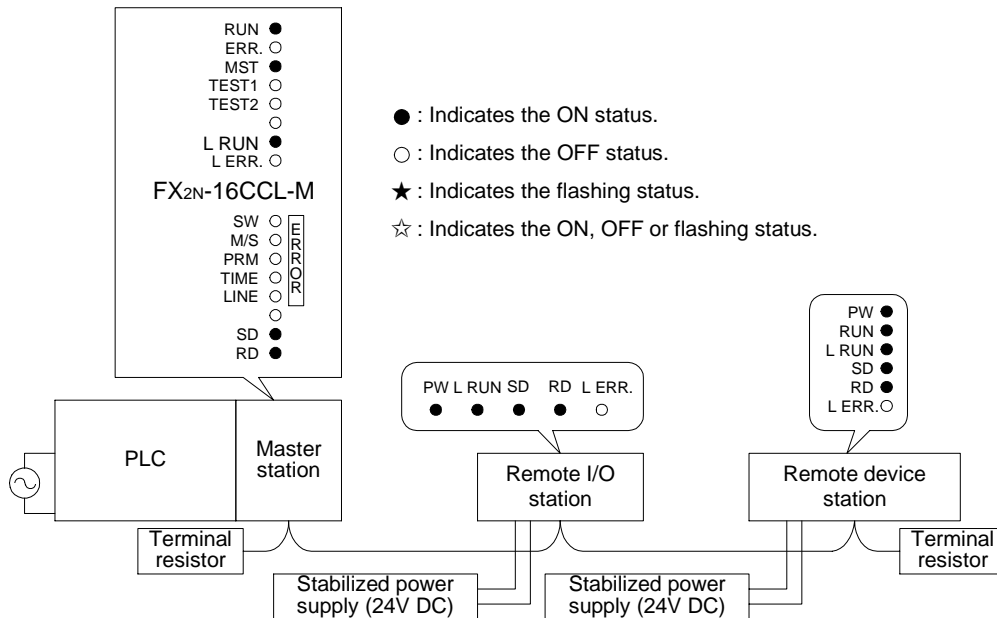 RUN
ERR.
MST
TEST1
TEST2
L RUN
L ERR.
FX2N-16CCL-M
SW
M/S
PRM
TIME
LINE
ERROR
SD
RD
● : Indicates the ON status.
○ : Indicates the OFF status.
★ : Indicates the flashing status.
☆ : Indicates the ON, OFF or flashing status.
PW L RUN SD RD L ERR.
PW
RUN
L RUN
SD
RD
L ERR.
PLC
Master
station
Remote I/O
station
Remote device
station
Terminal
resistor
Terminal
resistor
Stabilized power
supply (24V DC)
Stabilized power
supply (24V DC)